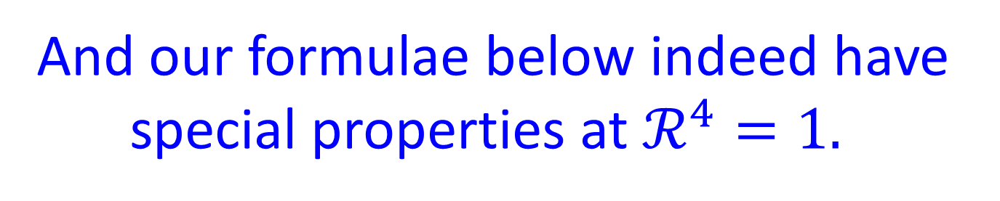 And our formulae below indeed have
special properties at ℛ⁴ = 1.